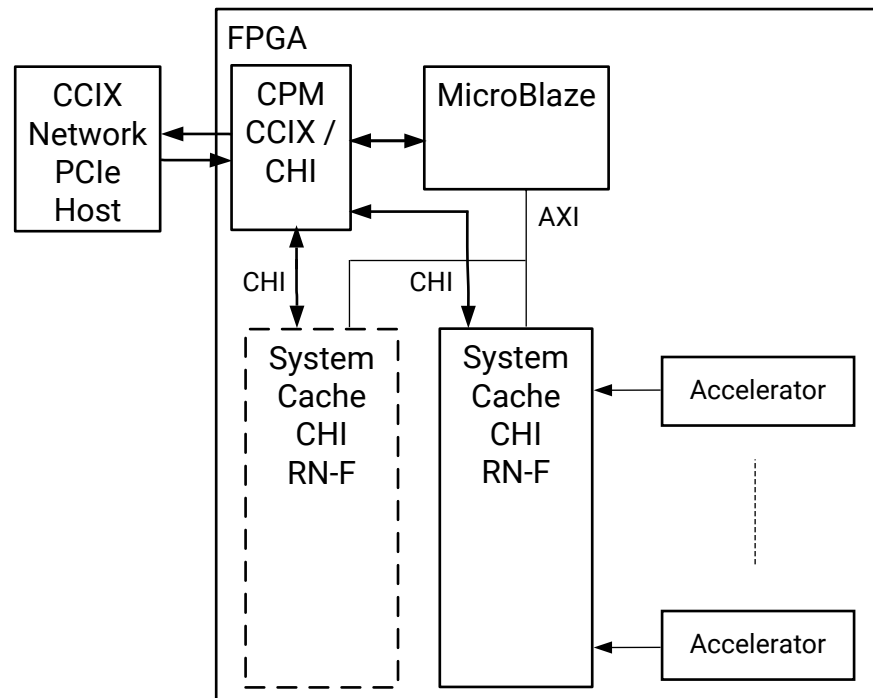 FPGA
CCIX
Network
PCIe
Host
CPM
CCIX /
CHI
MicroBlaze
AXI
CHI
CHI
System
Cache
CHI
RN-F
System
Cache
CHI
RN-F
Accelerator
Accelerator